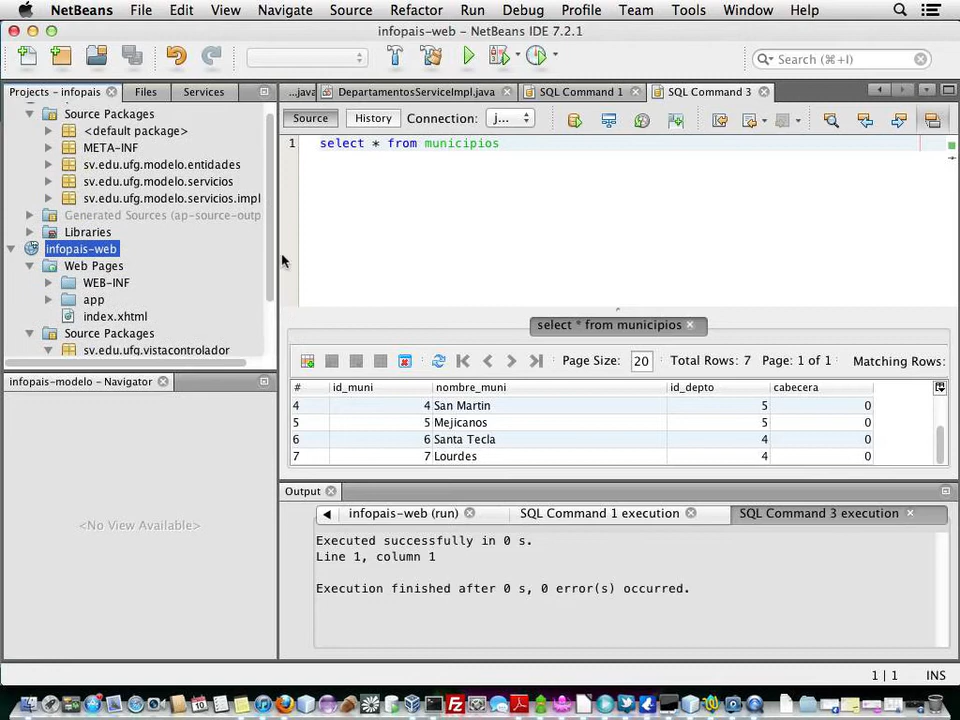 NetBeans File Edit View Navigate Source Refactor Run Debug Profile Team Tools Window Help
infopais-web - NetBeans IDE 7.2.1
Search (⌘+I)
Projects - infopais Files Services
...java DepartamentosServiceImpl.java SQL Command 1 SQL Command 3
Source History Connection: j...
1 select * from municipios
Source Packages
<default package>
META-INF
sv.edu.ufg.modelo.entidades
sv.edu.ufg.modelo.servicios
sv.edu.ufg.modelo.servicios.impl
Generated Sources (ap-source-outp
Libraries
infopais-web
Web Pages
WEB-INF
app
index.xhtml
Source Packages
sv.edu.ufg.vistacontrolador
select * from municipios
Page Size: 20 Total Rows: 7 Page: 1 of 1 Matching Rows:
# id_muni nombre_muni id_depto cabecera
4 4 San Martin 5 0
5 5 Mejicanos 5 0
6 6 Santa Tecla 4 0
7 7 Lourdes 4 0
infopais-modelo - Navigator
<No View Available>
Output
infopais-web (run) SQL Command 1 execution SQL Command 3 execution
Executed successfully in 0 s.
Line 1, column 1
Execution finished after 0 s, 0 error(s) occurred.
1 | 1 INS